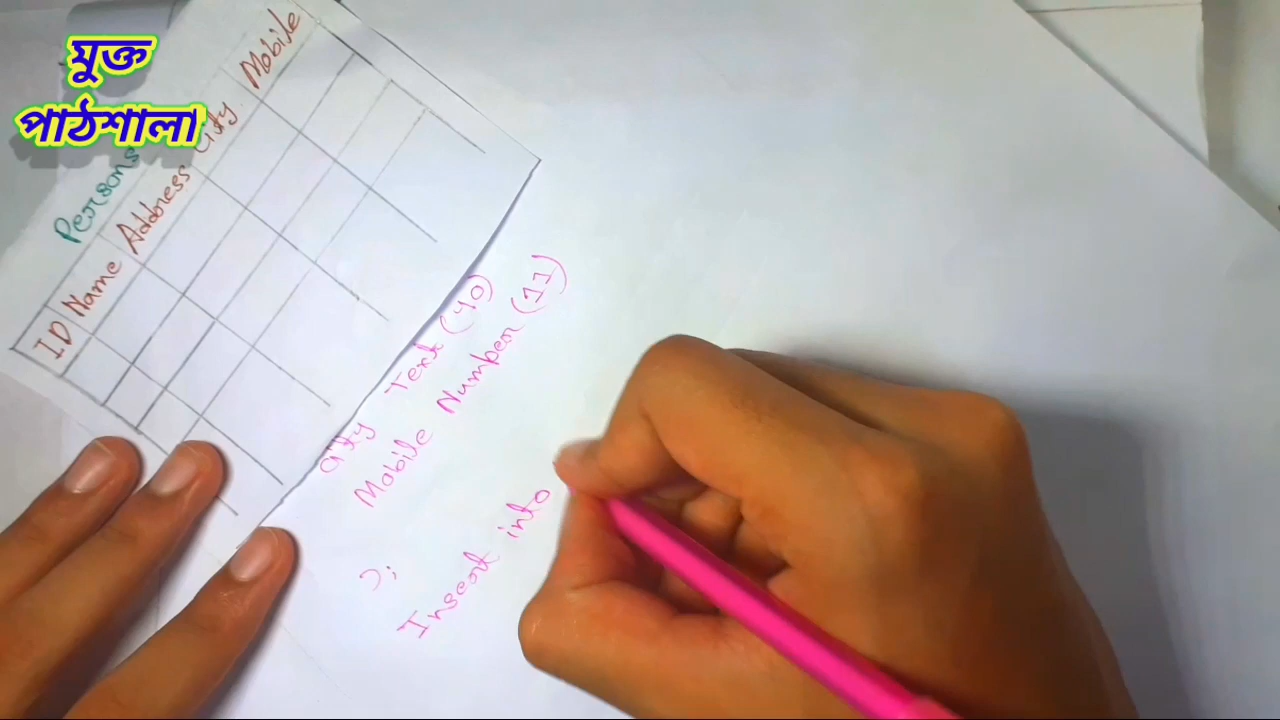 মুক্ত
পাঠশালা
Persons
ID Name Address City Mobile
City Text (40)
Mobile Number (11)
);
Insert into